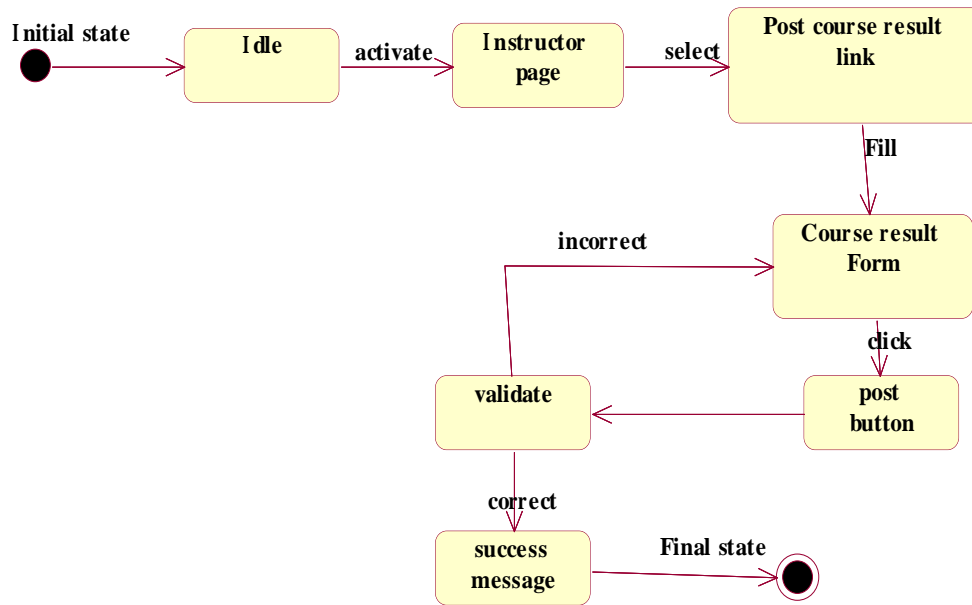 Initial state
Idle
activate
Instructor
page
select
Post course result
link
Fill
Course result
Form
incorrect
click
post
button
validate
correct
success
message
Final state